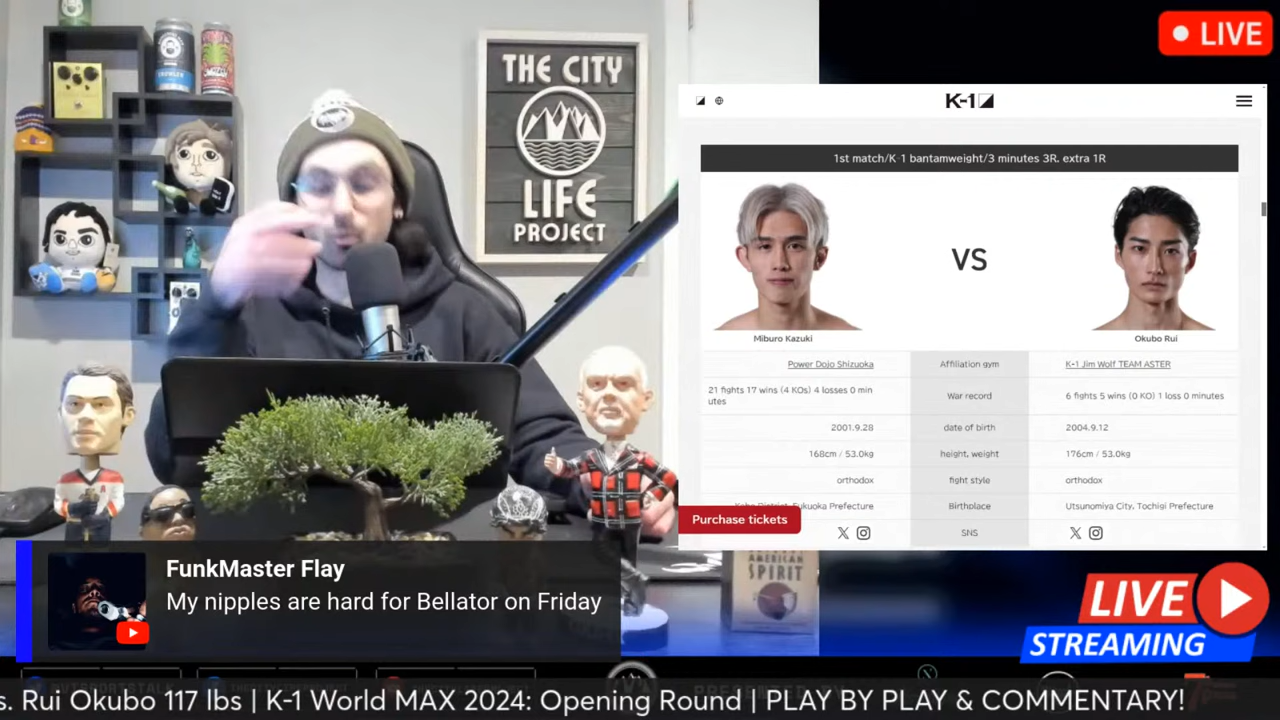 LIVE
THE CITY
LIFE
PROJECT
K-1
1st match/K-1 bantamweight/3 minutes 3R. extra 1R
VS
Miburo Kazuki
Okubo Rui
Power Dojo Shizuoka
Affiliation gym
K-1 Jim Wolf TEAM ASTER
21 fights 17 wins (4 KOs) 4 losses 0 min
utes
War record
6 fights 5 wins (0 KO) 1 loss 0 minutes
2001.9.28
date of birth
2004.9.12
168cm / 53.0kg
height, weight
176cm / 53.0kg
orthodox
fight style
orthodox
Fukuoka Prefecture
Birthplace
Utsunomiya City, Tochigi Prefecture
Purchase tickets
SNS
FunkMaster Flay
My nipples are hard for Bellator on Friday
AMERICAN
SPIRIT
LIVE
STREAMING
s. Rui Okubo 117 lbs | K-1 World MAX 2024: Opening Round | PLAY BY PLAY & COMMENTARY!